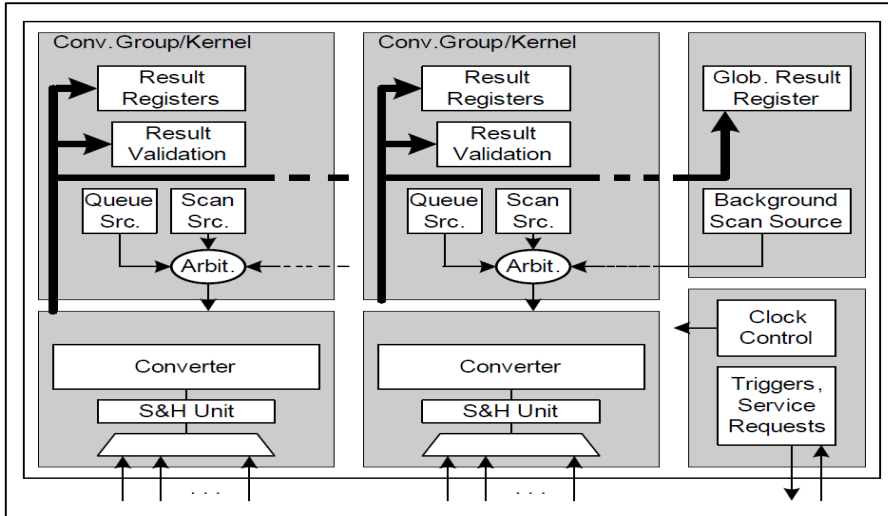 Conv.Group/Kernel
Result
Registers
Result
Validation
Queue
Src.
Scan
Src.
Arbit.
Converter
S&H Unit
. . .
Conv.Group/Kernel
Result
Registers
Result
Validation
Queue
Src.
Scan
Src.
Arbit.
Converter
S&H Unit
. . .
Glob. Result
Register
Background
Scan Source
Clock
Control
Triggers,
Service
Requests